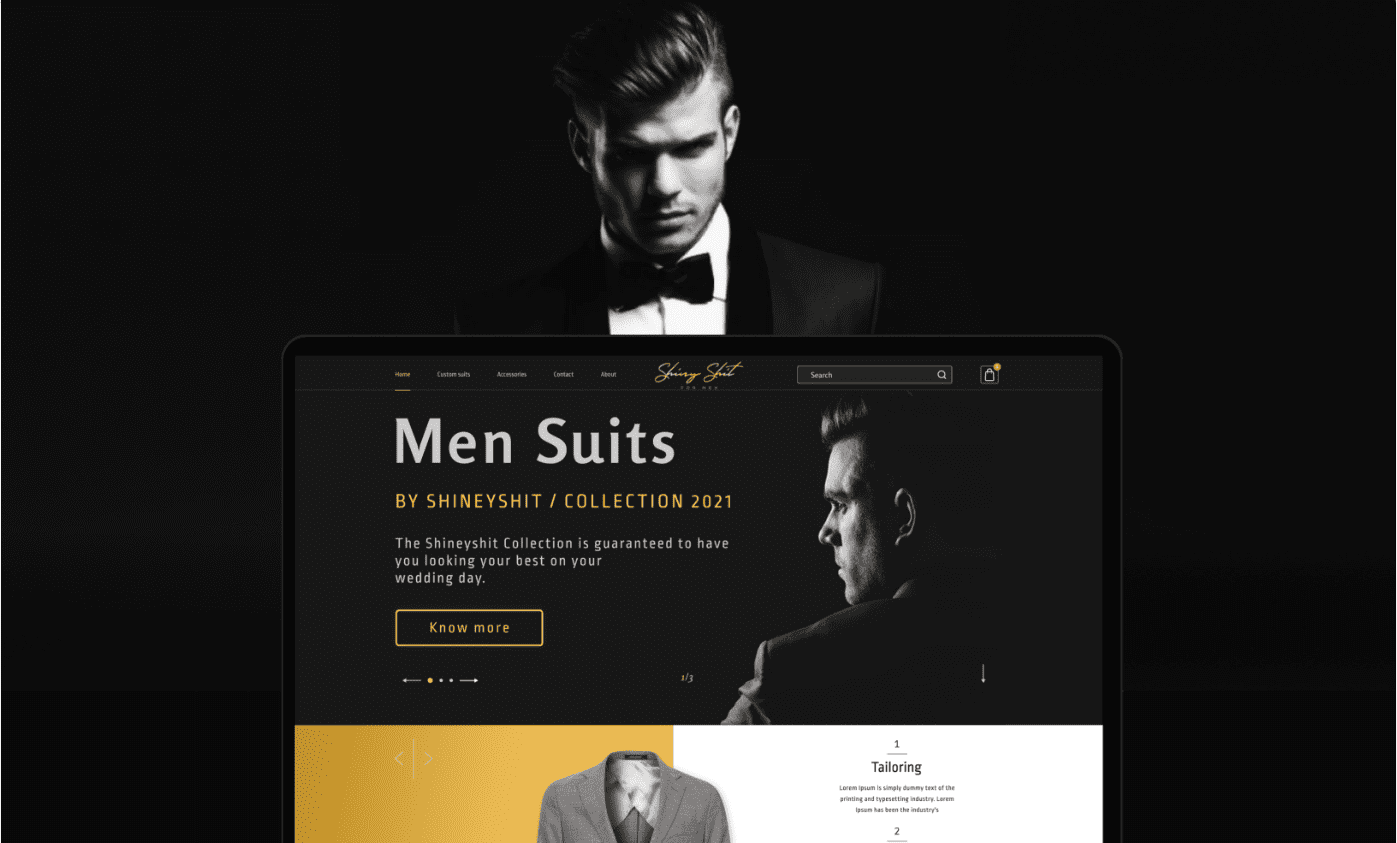 Home
Custom suits
Accessories
Contact
About
Shiny Shit
FOR MEN
Search
Men Suits
BY SHINEYSHIT / COLLECTION 2021
The Shineyshit Collection is guaranteed to have
you looking your best on your
wedding day.
Know more
1/3
1
Tailoring
Lorem Ipsum is simply dummy text of the
printing and typesetting industry. Lorem
Ipsum has been the industry's
2